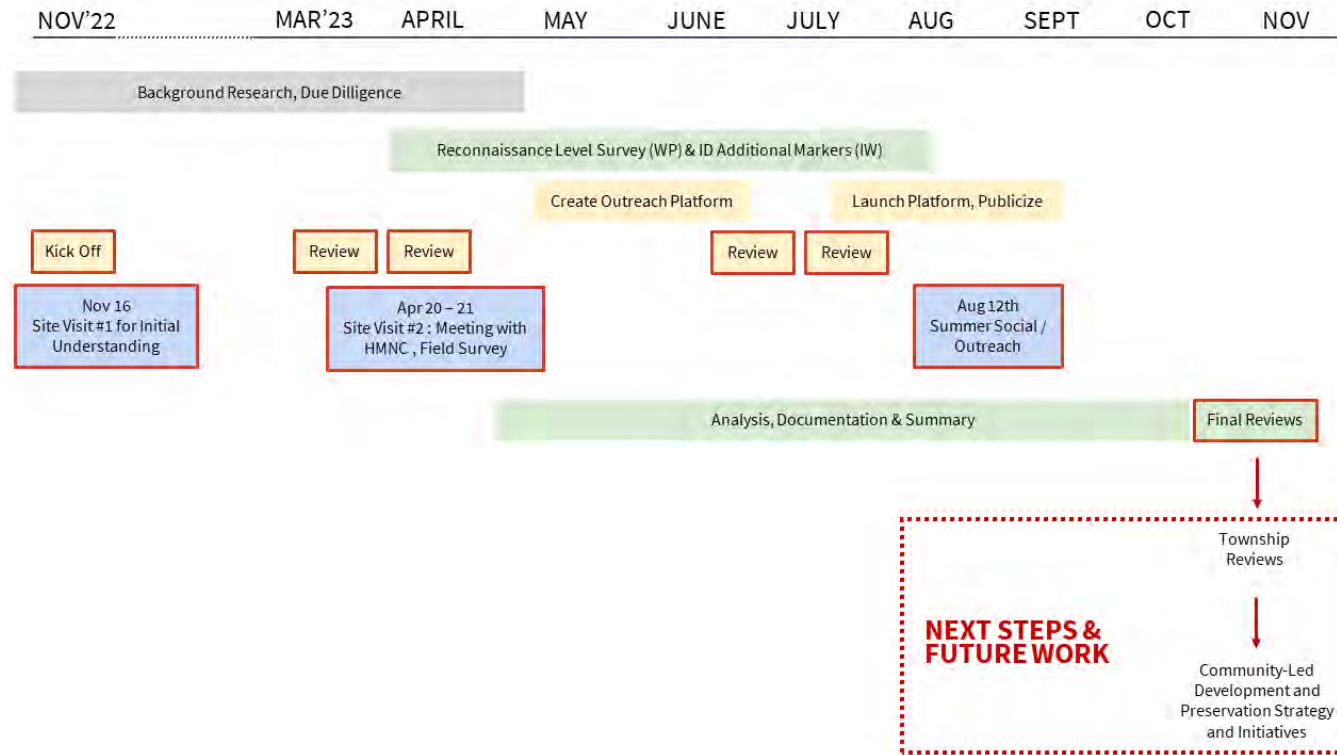 NOV’22 MAR’23 APRIL MAY JUNE JULY AUG SEPT OCT NOV
Background Research, Due Dilligence
Reconnaissance Level Survey (WP) & ID Additional Markers (IW)
Create Outreach Platform
Launch Platform, Publicize
Kick Off
Review
Review
Review
Review
Nov 16
Site Visit #1 for Initial
Understanding
Apr 20 – 21
Site Visit #2 : Meeting with
HMNC , Field Survey
Aug 12th
Summer Social /
Outreach
Analysis, Documentation & Summary
Final Reviews
Township
Reviews
NEXT STEPS &
FUTURE WORK
Community-Led
Development and
Preservation Strategy
and Initiatives